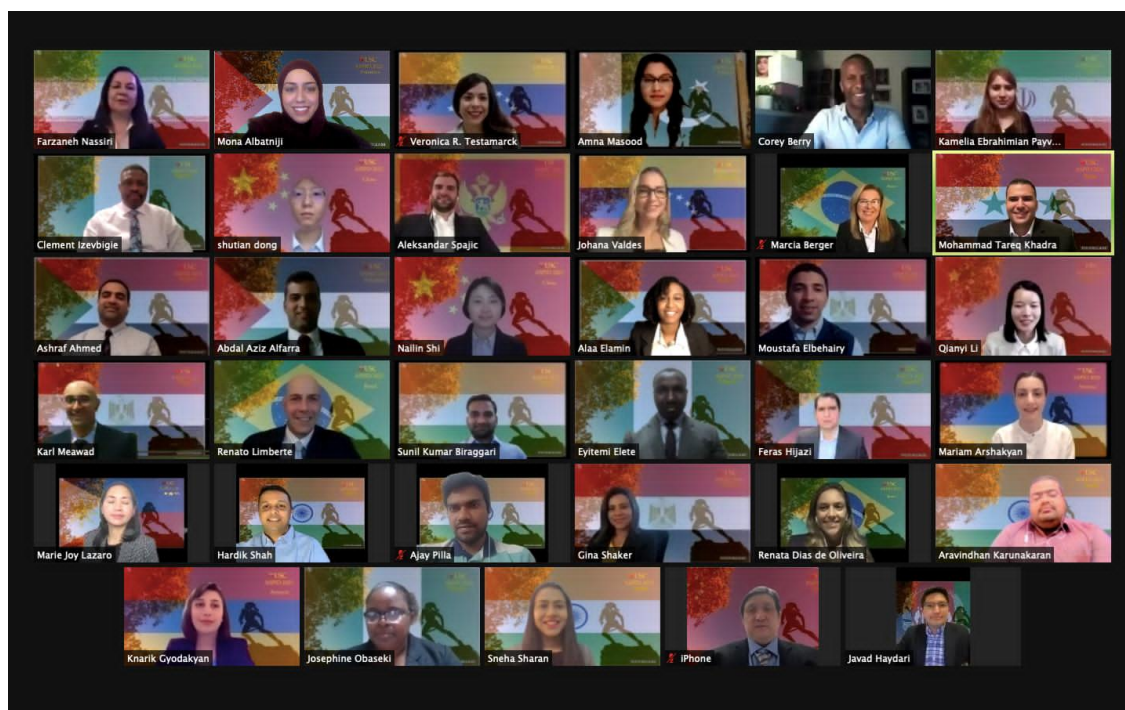 Farzaneh Nassiri
Mona Albatniji
Veronica R. Testamarck
Amna Masood
Corey Berry
Kamelia Ebrahimian Payv...
Clement Izevbigie
shutian dong
Aleksandar Spajic
Johana Valdes
Marcia Berger
Mohammad Tareq Khadra
Ashraf Ahmed
Abdal Aziz Alfarra
Nailin Shi
Alaa Elamin
Moustafa Elbehairy
Qianyi Li
Karl Meawad
Renato Limberte
Sunil Kumar Biraggari
Eyitemi Elete
Feras Hijazi
Mariam Arshakyan
Marie Joy Lazaro
Hardik Shah
Ajay Pilla
Gina Shaker
Renata Dias de Oliveira
Aravindhan Karunakaran
Knarik Gyodakyan
Josephine Obaseki
Sneha Sharan
iPhone
Javad Haydari